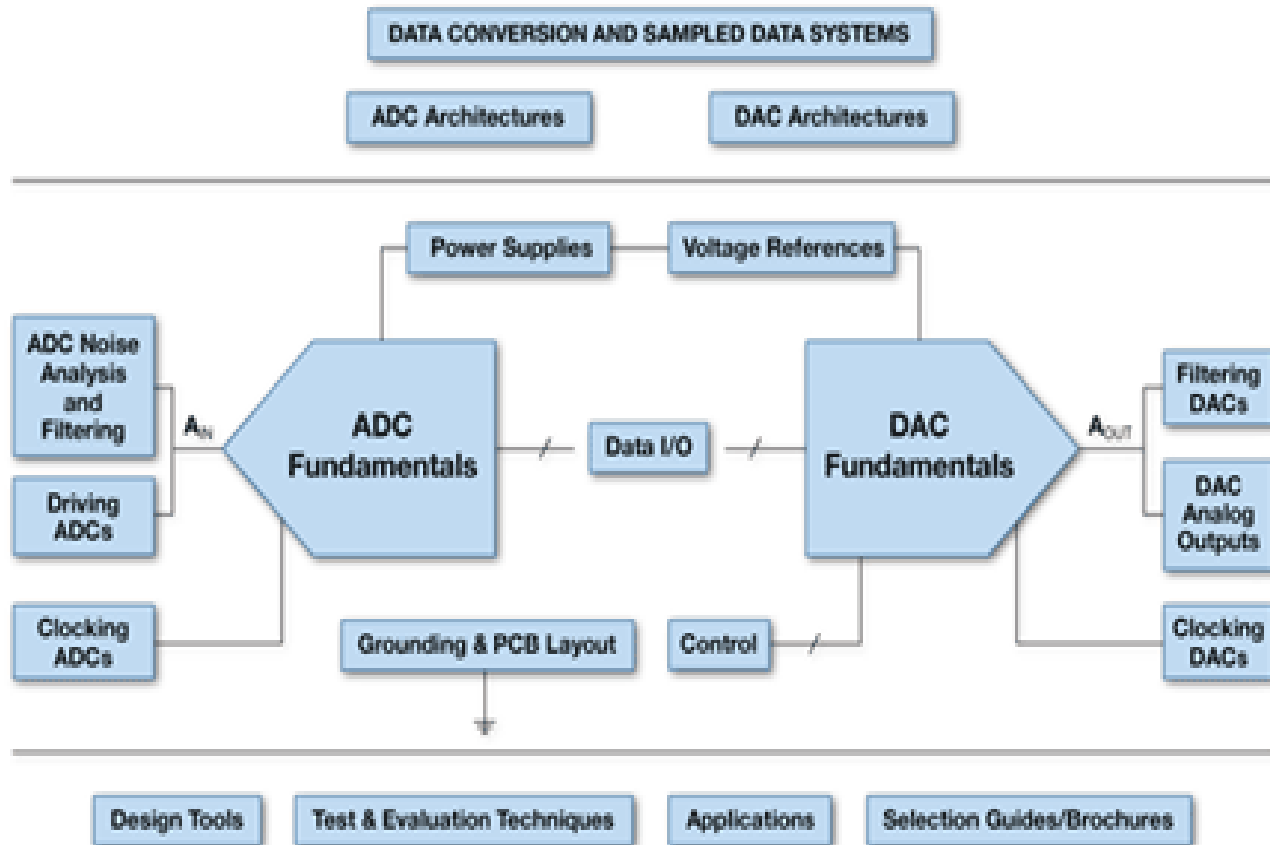 DATA CONVERSION AND SAMPLED DATA SYSTEMS
ADC Architectures
DAC Architectures
Power Supplies
Voltage References
ADC Noise
Analysis
and
Filtering
Driving
ADCs
Clocking
ADCs
AIN
ADC
Fundamentals
Data I/O
DAC
Fundamentals
AOUT
Filtering
DACs
DAC
Analog
Outputs
Clocking
DACs
Grounding & PCB Layout
Control
Design Tools
Test & Evaluation Techniques
Applications
Selection Guides/Brochures